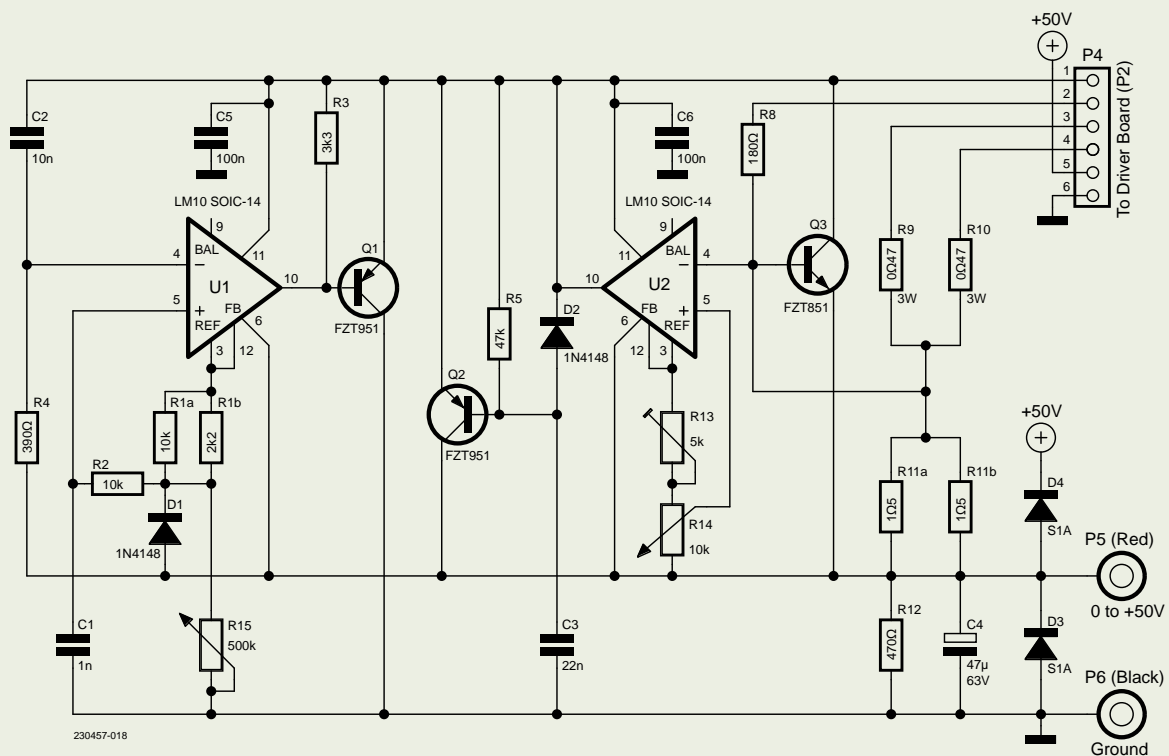 +50V
P4
1
2
3
4
5
6
To Driver Board (P2)
C2
10n
C5
100n
R3
3k3
C6
100n
R8
180Ω
LM10 SOIC-14
9
BAL
4
11
U1
10
5
FB
6
REF
3
12
Q1
FZT951
R5
47k
D2
1N4148
LM10 SOIC-14
9
BAL
4
11
10
U2
5
6
FB
REF
12
3
Q3
FZT851
R9
0Ω47
3W
R10
0Ω47
3W
R4
390Ω
R1a
10k
R1b
2k2
R2
10k
D1
1N4148
Q2
FZT951
R13
5k
R14
10k
R11a
1Ω5
R11b
1Ω5
+50V
D4
S1A
P5 (Red)
0 to +50V
C1
1n
R15
500k
C3
22n
R12
470Ω
C4
47µ
63V
D3
S1A
P6 (Black)
Ground
230457-018